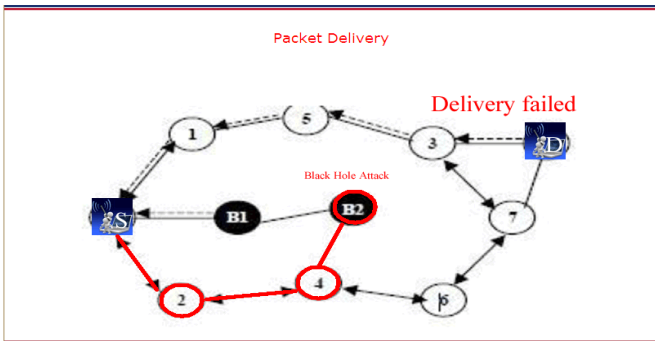 Packet Delivery
Delivery failed
5
1
3
D
Black Hole Attack
B2
S
B1
7
4
2
6